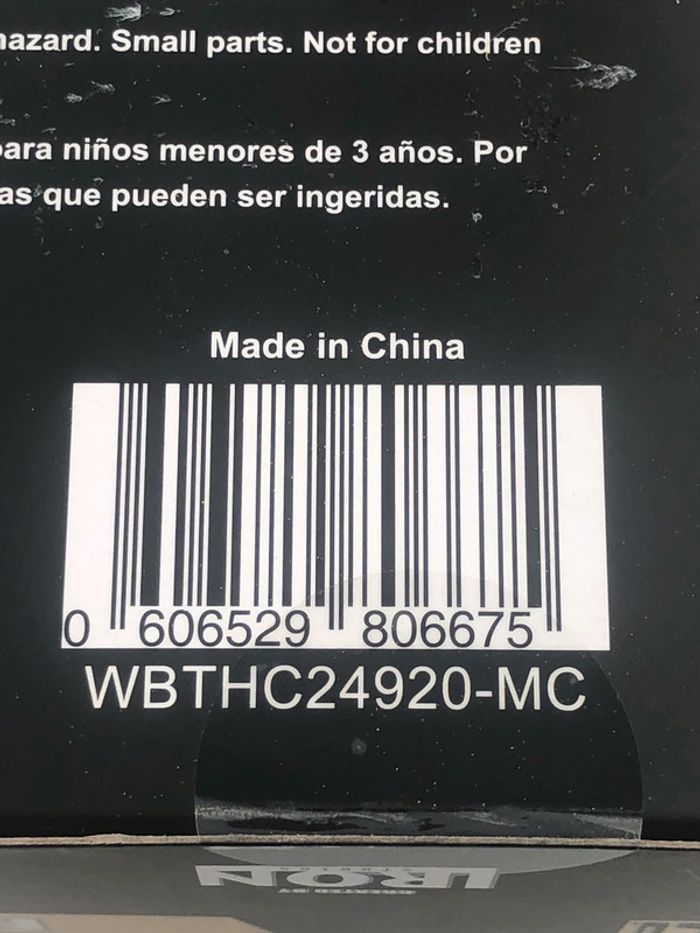 hazard. Small parts. Not for children
para niños menores de 3 años. Por
as que pueden ser ingeridas.
Made in China
0 606529 806675
WBTHC24920-MC
IRON